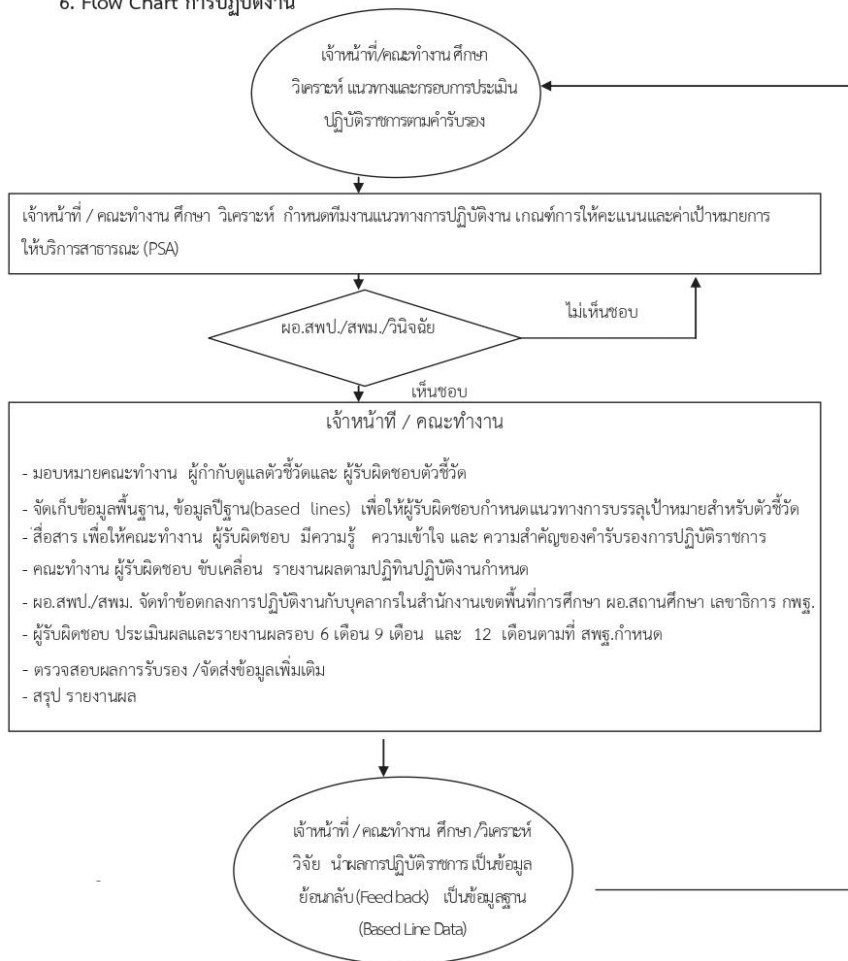 6. Flow Chart การปฏิบัติงาน
เจ้าหน้าที่/คณะทำงาน ศึกษา
วิเคราะห์ แนวทางและกรอบการประเมิน
ปฏิบัติราชการตามคำรับรอง
เจ้าหน้าที่ / คณะทำงาน ศึกษา วิเคราะห์ กำหนดทีมงานแนวทางการปฏิบัติงาน เกณฑ์การให้คะแนนและค่าเป้าหมายการ
ให้บริการสาธารณะ (PSA)
ผอ.สพป./สพม./วินิจฉัย
ไม่เห็นชอบ
เห็นชอบ
เจ้าหน้าที่ / คณะทำงาน
- มอบหมายคณะทำงาน ผู้กำกับดูแลตัวชี้วัดและ ผู้รับผิดชอบตัวชี้วัด
- จัดเก็บข้อมูลพื้นฐาน, ข้อมูลปีฐาน(based lines) เพื่อให้ผู้รับผิดชอบกำหนดแนวทางการบรรลุเป้าหมายสำหรับตัวชี้วัด
- สื่อสาร เพื่อให้คณะทำงาน ผู้รับผิดชอบ มีความรู้ ความเข้าใจ และ ความสำคัญของคำรับรองการปฏิบัติราชการ
- คณะทำงาน ผู้รับผิดชอบ ขับเคลื่อน รายงานผลตามปฏิทินปฏิบัติงานกำหนด
- ผอ.สพป./สพม. จัดทำข้อตกลงการปฏิบัติงานกับบุคลากรในสำนักงานเขตพื้นที่การศึกษา ผอ.สถานศึกษา เลขาธิการ กพฐ.
- ผู้รับผิดชอบ ประเมินผลและรายงานผลรอบ 6 เดือน 9 เดือน และ 12 เดือนตามที่ สพฐ.กำหนด
- ตรวจสอบผลการรับรอง /จัดส่งข้อมูลเพิ่มเติม
- สรุป รายงานผล
เจ้าหน้าที่ / คณะทำงาน ศึกษา /วิเคราะห์
วิจัย นำผลการปฏิบัติราชการ เป็นข้อมูล
ย้อนกลับ (Feed back) เป็นข้อมูลฐาน
(Based Line Data)